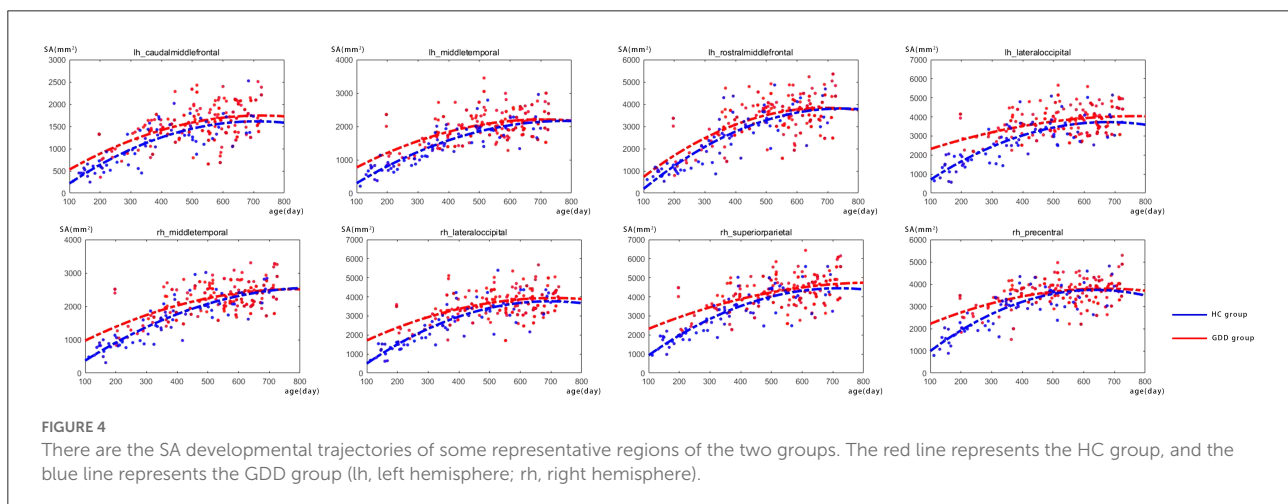 SA(mm²)
lh_caudalmiddlefrontal
3000
2500
2000
1500
1000
500
0
100 200 300 400 500 600 700 800
age(day)
SA(mm²)
lh_middletemporal
4000
3000
2000
1000
0
100 200 300 400 500 600 700 800
age(day)
SA(mm²)
lh_rostralmiddlefrontal
6000
5000
4000
3000
2000
1000
0
100 200 300 400 500 600 700 800
age(day)
SA(mm²)
lh_lateraloccipital
7000
6000
5000
4000
3000
2000
1000
0
100 200 300 400 500 600 700 800
age(day)
SA(mm²)
rh_middletemporal
4000
3000
2000
1000
0
100 200 300 400 500 600 700 800
age(day)
SA(mm²)
rh_lateraloccipital
7000
6000
5000
4000
3000
2000
1000
0
100 200 300 400 500 600 700 800
age(day)
SA(mm²)
rh_superiorparietal
7000
6000
5000
4000
3000
2000
1000
0
100 200 300 400 500 600 700 800
age(day)
SA(mm²)
rh_precentral
6000
5000
4000
3000
2000
1000
0
100 200 300 400 500 600 700 800
age(day)
HC group
GDD group
FIGURE 4
There are the SA developmental trajectories of some representative regions of the two groups. The red line represents the HC group, and the
blue line represents the GDD group (lh, left hemisphere; rh, right hemisphere).